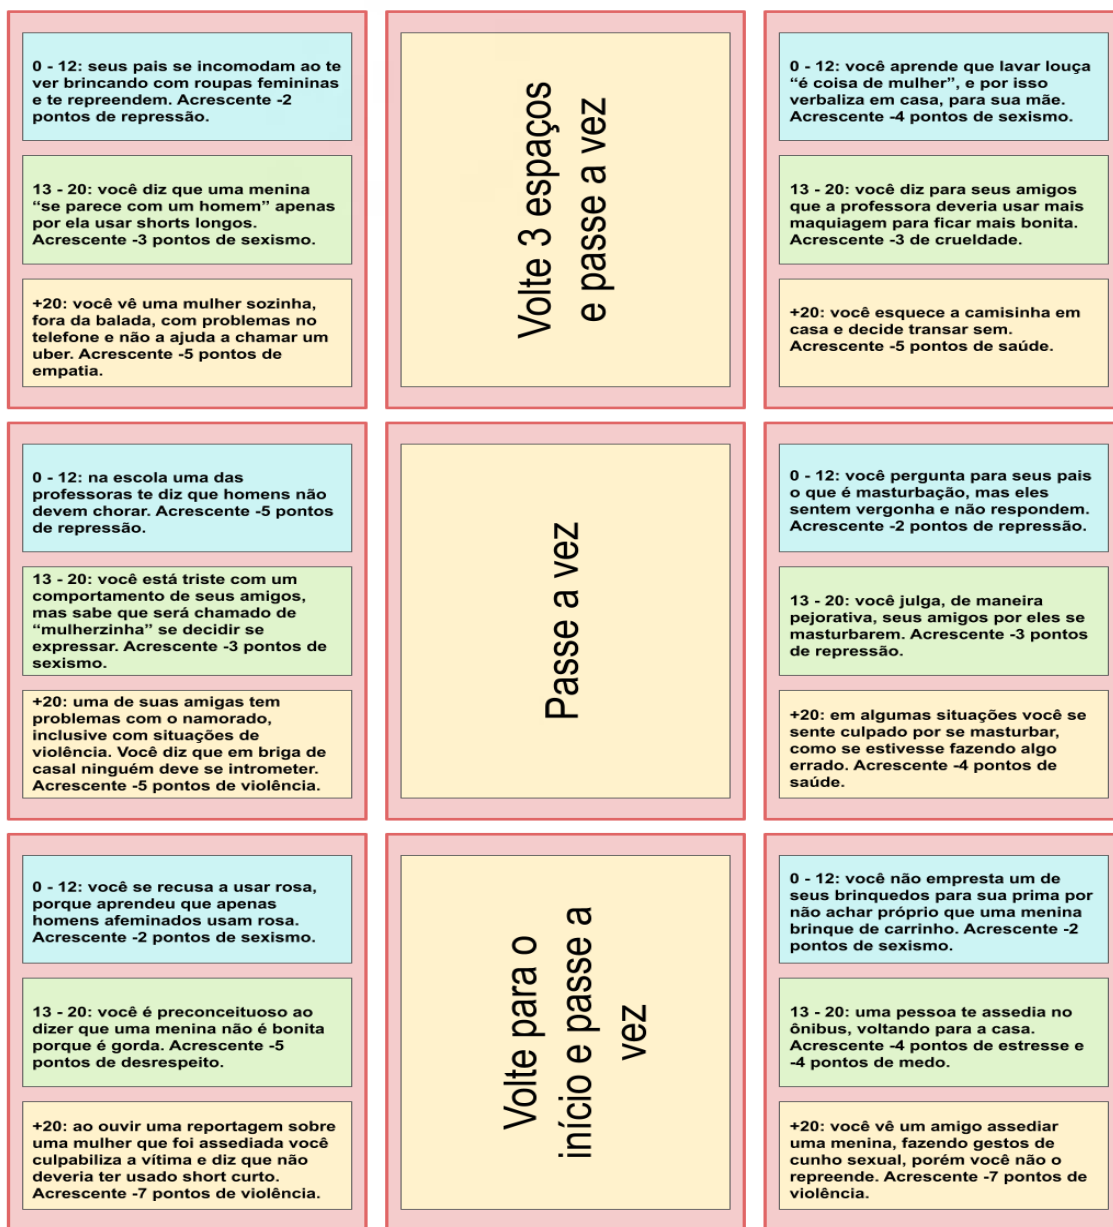 0 - 12: seus pais se incomodam ao te
ver brincando com roupas femininas
e te repreendem. Acrescente -2
pontos de repressão.
13 - 20: você diz que uma menina
“se parece com um homem” apenas
por ela usar shorts longos.
Acrescente -3 pontos de sexismo.
+20: você vê uma mulher sozinha,
fora da balada, com problemas no
telefone e não a ajuda a chamar um
uber. Acrescente -5 pontos de
empatia.
Volte 3 espaços
e passe a vez
0 - 12: você aprende que lavar louça
“é coisa de mulher”, e por isso
verbaliza em casa, para sua mãe.
Acrescente -4 pontos de sexismo.
13 - 20: você diz para seus amigos
que a professora deveria usar mais
maquiagem para ficar mais bonita.
Acrescente -3 de crueldade.
+20: você esquece a camisinha em
casa e decide transar sem.
Acrescente -5 pontos de saúde.
0 - 12: na escola uma das
professoras te diz que homens não
devem chorar. Acrescente -5 pontos
de repressão.
13 - 20: você está triste com um
comportamento de seus amigos,
mas sabe que será chamado de
“mulherzinha” se decidir se
expressar. Acrescente -3 pontos de
sexismo.
+20: uma de suas amigas tem
problemas com o namorado,
inclusive com situações de
violência. Você diz que em briga de
casal ninguém deve se intrometer.
Acrescente -5 pontos de violência.
Passe a vez
0 - 12: você pergunta para seus pais
o que é masturbação, mas eles
sentem vergonha e não respondem.
Acrescente -2 pontos de repressão.
13 - 20: você julga, de maneira
pejorativa, seus amigos por eles se
masturbarem. Acrescente -3 pontos
de repressão.
+20: em algumas situações você se
sente culpado por se masturbar,
como se estivesse fazendo algo
errado. Acrescente -4 pontos de
saúde.
0 - 12: você se recusa a usar rosa,
porque aprendeu que apenas
homens afeminados usam rosa.
Acrescente -2 pontos de sexismo.
13 - 20: você é preconceituoso ao
dizer que uma menina não é bonita
porque é gorda. Acrescente -5
pontos de desrespeito.
+20: ao ouvir uma reportagem sobre
uma mulher que foi assediada você
culpabiliza a vítima e diz que não
deveria ter usado short curto.
Acrescente -7 pontos de violência.
Volte para o
início e passe a
vez
0 - 12: você não empresta um de
seus brinquedos para sua prima por
não achar próprio que uma menina
brinque de carrinho. Acrescente -2
pontos de sexismo.
13 - 20: uma pessoa te assedia no
ônibus, voltando para a casa.
Acrescente -4 pontos de estresse e
-4 pontos de medo.
+20: você vê um amigo assediar
uma menina, fazendo gestos de
cunho sexual, porém você não o
repreende. Acrescente -7 pontos de
violência.